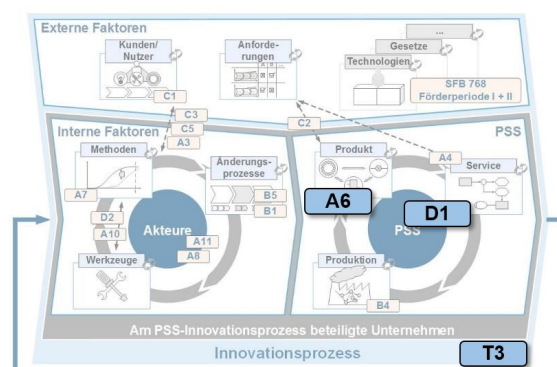 Externe Faktoren
Kunden/
Nutzer
Anforde-
rungen
...
Gesetze
Technologien
SFB 768
Förderperiode I + II
C1
C3
C5
A3
C2
Interne Faktoren
PSS
Methoden
Änderungs-
prozesse
Produkt
A4
Service
A7
B5
B1
A6
D1
D2
A10
Akteure
A11
A8
PSS
Werkzeuge
Produktion
B4
Am PSS-Innovationsprozess beteiligte Unternehmen
Innovationsprozess
T3